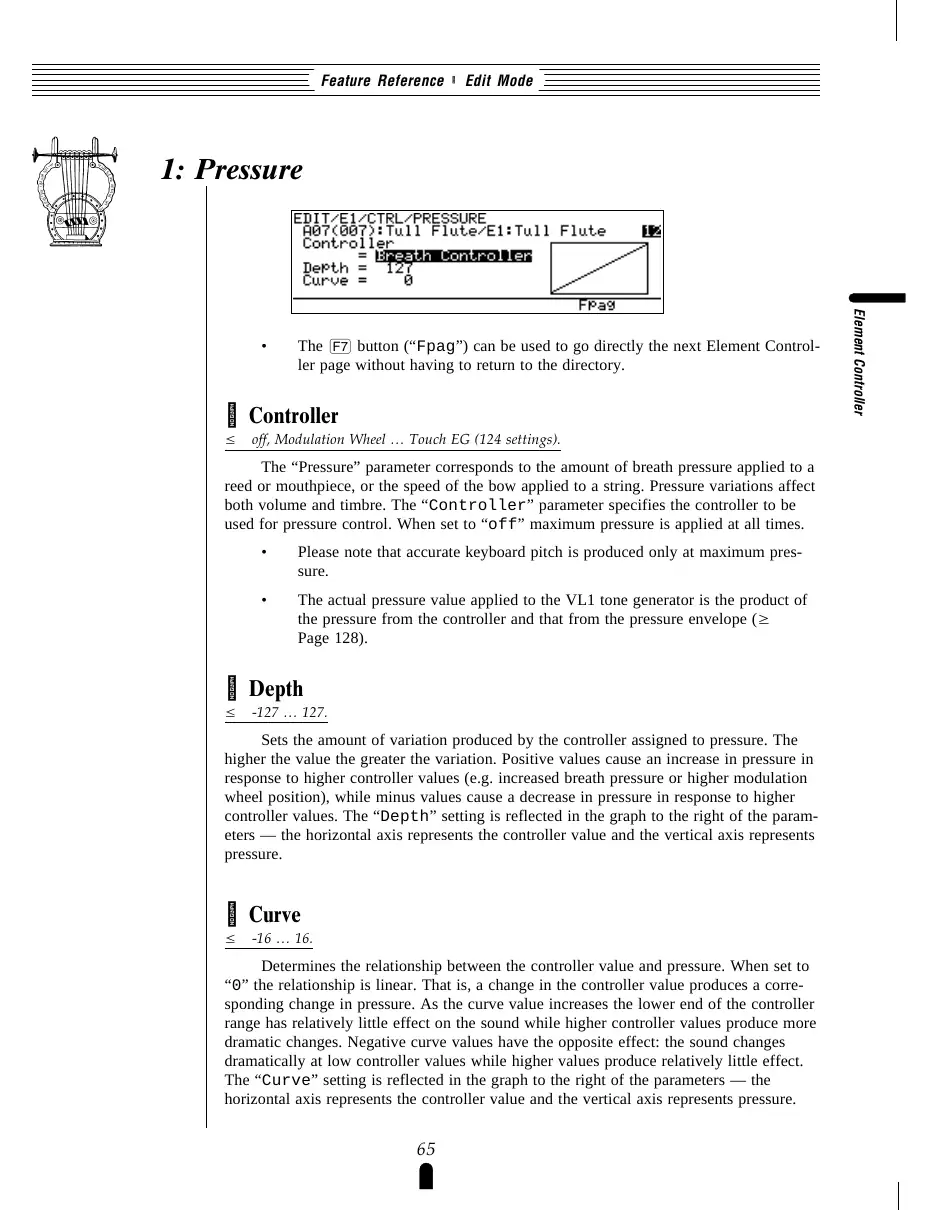 Feature Reference Edit Mode
1: Pressure
EDIT/E1/CTRL/PRESSURE
A07(007):Tull Flute/E1:Tull Flute 12
Controller
= Breath Controller
Depth = 127
Curve = 0
Fpag
Element Controller
• The F7 button (“Fpag”) can be used to go directly the next Element Control-
ler page without having to return to the directory.
Controller
≤ off, Modulation Wheel … Touch EG (124 settings).
The “Pressure” parameter corresponds to the amount of breath pressure applied to a
reed or mouthpiece, or the speed of the bow applied to a string. Pressure variations affect
both volume and timbre. The “Controller” parameter specifies the controller to be
used for pressure control. When set to “off” maximum pressure is applied at all times.
• Please note that accurate keyboard pitch is produced only at maximum pres-
sure.
• The actual pressure value applied to the VL1 tone generator is the product of
the pressure from the controller and that from the pressure envelope (≥
Page 128).
Depth
≤ -127 … 127.
Sets the amount of variation produced by the controller assigned to pressure. The
higher the value the greater the variation. Positive values cause an increase in pressure in
response to higher controller values (e.g. increased breath pressure or higher modulation
wheel position), while minus values cause a decrease in pressure in response to higher
controller values. The “Depth” setting is reflected in the graph to the right of the param-
eters — the horizontal axis represents the controller value and the vertical axis represents
pressure.
Curve
≤ -16 … 16.
Determines the relationship between the controller value and pressure. When set to
“0” the relationship is linear. That is, a change in the controller value produces a corre-
sponding change in pressure. As the curve value increases the lower end of the controller
range has relatively little effect on the sound while higher controller values produce more
dramatic changes. Negative curve values have the opposite effect: the sound changes
dramatically at low controller values while higher values produce relatively little effect.
The “Curve” setting is reflected in the graph to the right of the parameters — the
horizontal axis represents the controller value and the vertical axis represents pressure.
65